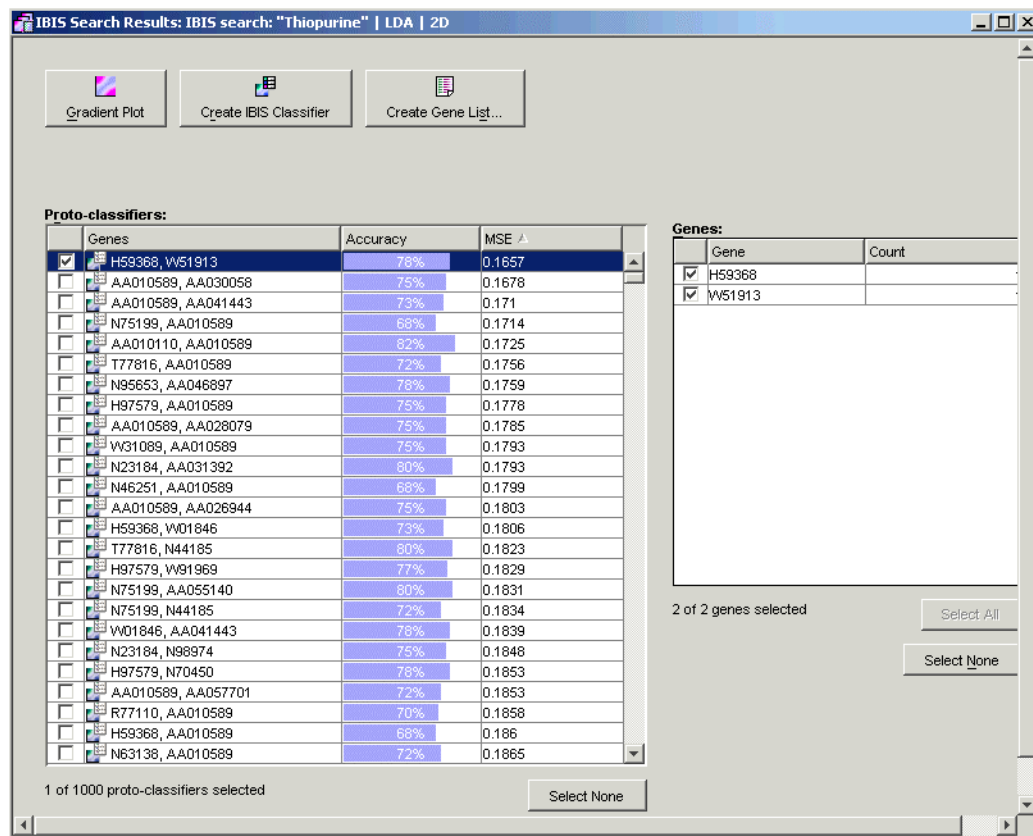 IBIS Search Results: IBIS search: "Thiopurine" | LDA | 2D
Gradient Plot Create IBIS Classifier Create Gene List...
Proto-classifiers:
Genes Accuracy MSE
H59368, W51913 78% 0.1657
AA010589, AA030058 75% 0.1678
AA010589, AA041443 73% 0.171
N75199, AA010589 68% 0.1714
AA010110, AA010589 82% 0.1725
T77816, AA010589 72% 0.1756
N95653, AA046897 78% 0.1759
H97579, AA010589 75% 0.1778
AA010589, AA028079 75% 0.1785
W31089, AA010589 75% 0.1793
N23184, AA031392 80% 0.1793
N46251, AA010589 68% 0.1799
AA010589, AA026944 75% 0.1803
H59368, W01846 73% 0.1806
T77816, N44185 80% 0.1823
H97579, W91969 77% 0.1829
N75199, AA055140 80% 0.1831
N75199, N44185 72% 0.1834
W01846, AA041443 78% 0.1839
N23184, N98974 75% 0.1848
H97579, N70450 78% 0.1853
AA010589, AA057701 72% 0.1853
R77110, AA010589 70% 0.1858
H59368, AA010589 68% 0.186
N63138, AA010589 72% 0.1865
1 of 1000 proto-classifiers selected
Select None
Genes:
Gene Count
H59368
W51913
2 of 2 genes selected
Select All
Select None